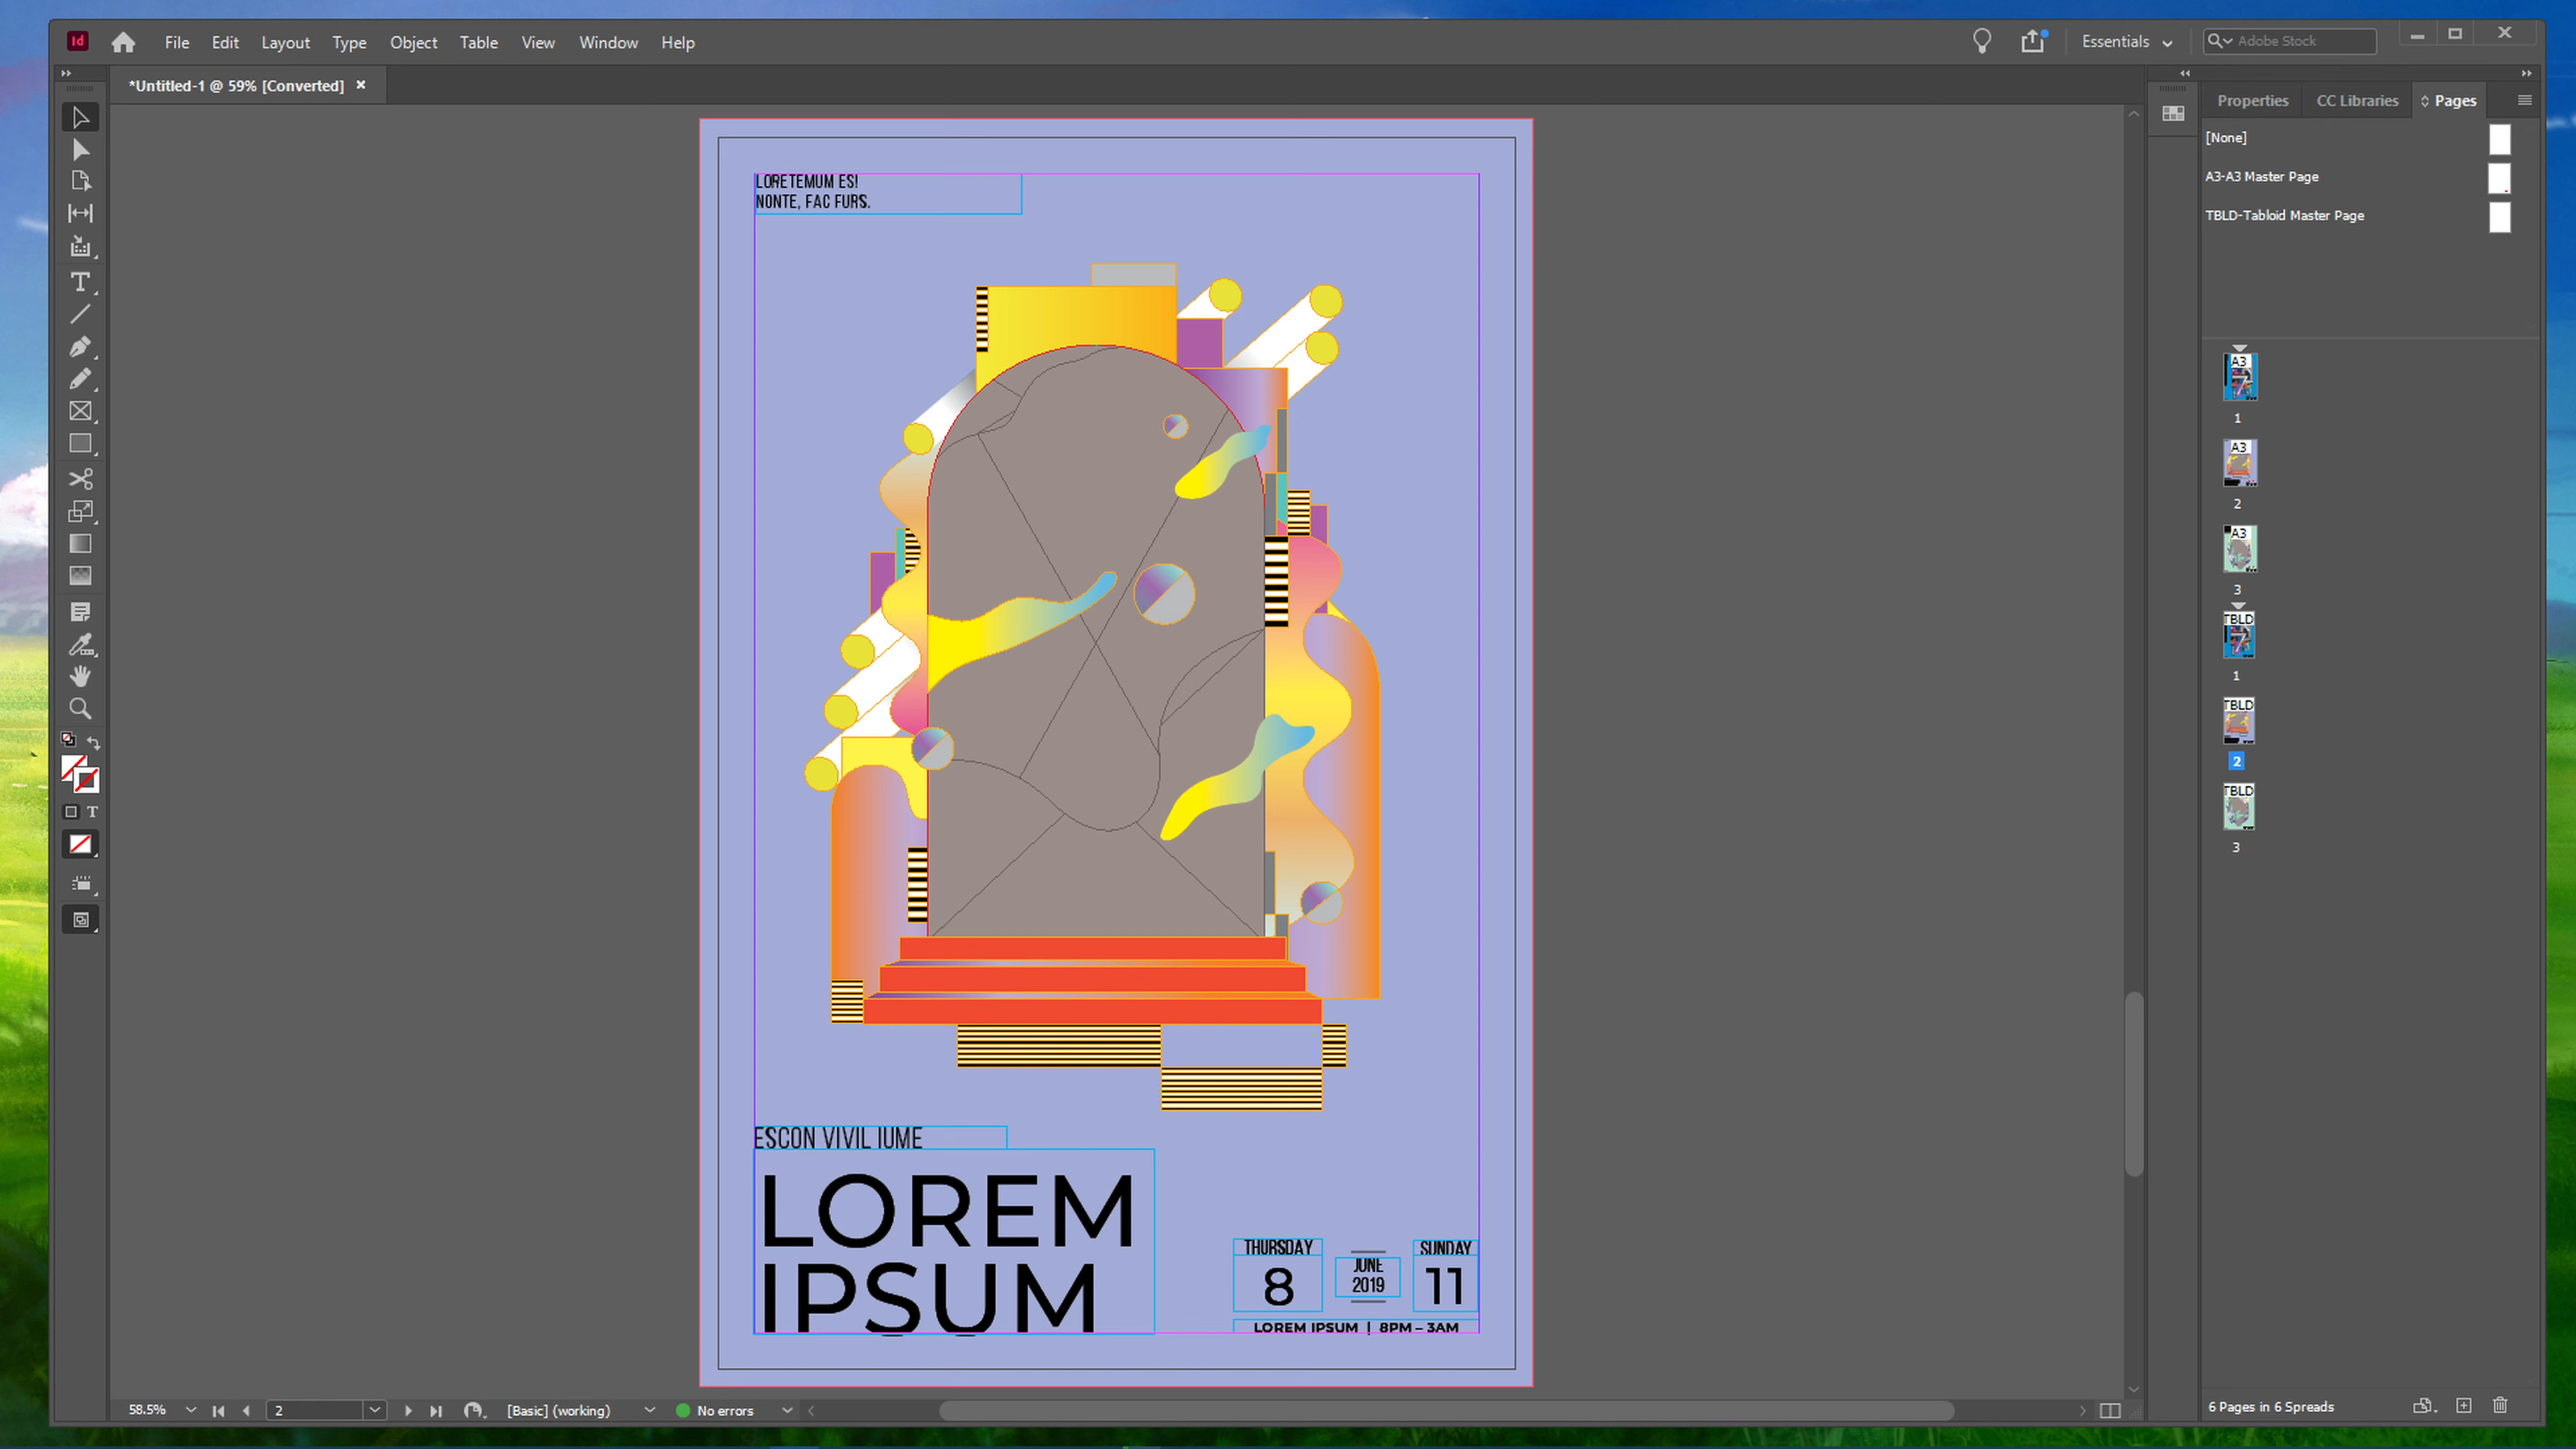 Id
File Edit Layout Type Object Table View Window Help
Essentials
Adobe Stock
*Untitled-1 @ 59% [Converted]
Properties CC Libraries Pages
[None]
A3-A3 Master Page
TBLD-Tabloid Master Page
LORETEMUM ES!
NONTE, FAC FURS.
A3
1
A3
2
A3
3
TBLD
1
TBLD
2
TBLD
3
ESCON VIVIL IUME
LOREM
IPSUM
THURSDAY
8
JUNE
2019
SUNDAY
11
LOREM IPSUM | 8PM – 3AM
58.5%
2
[Basic] (working)
No errors
6 Pages in 6 Spreads